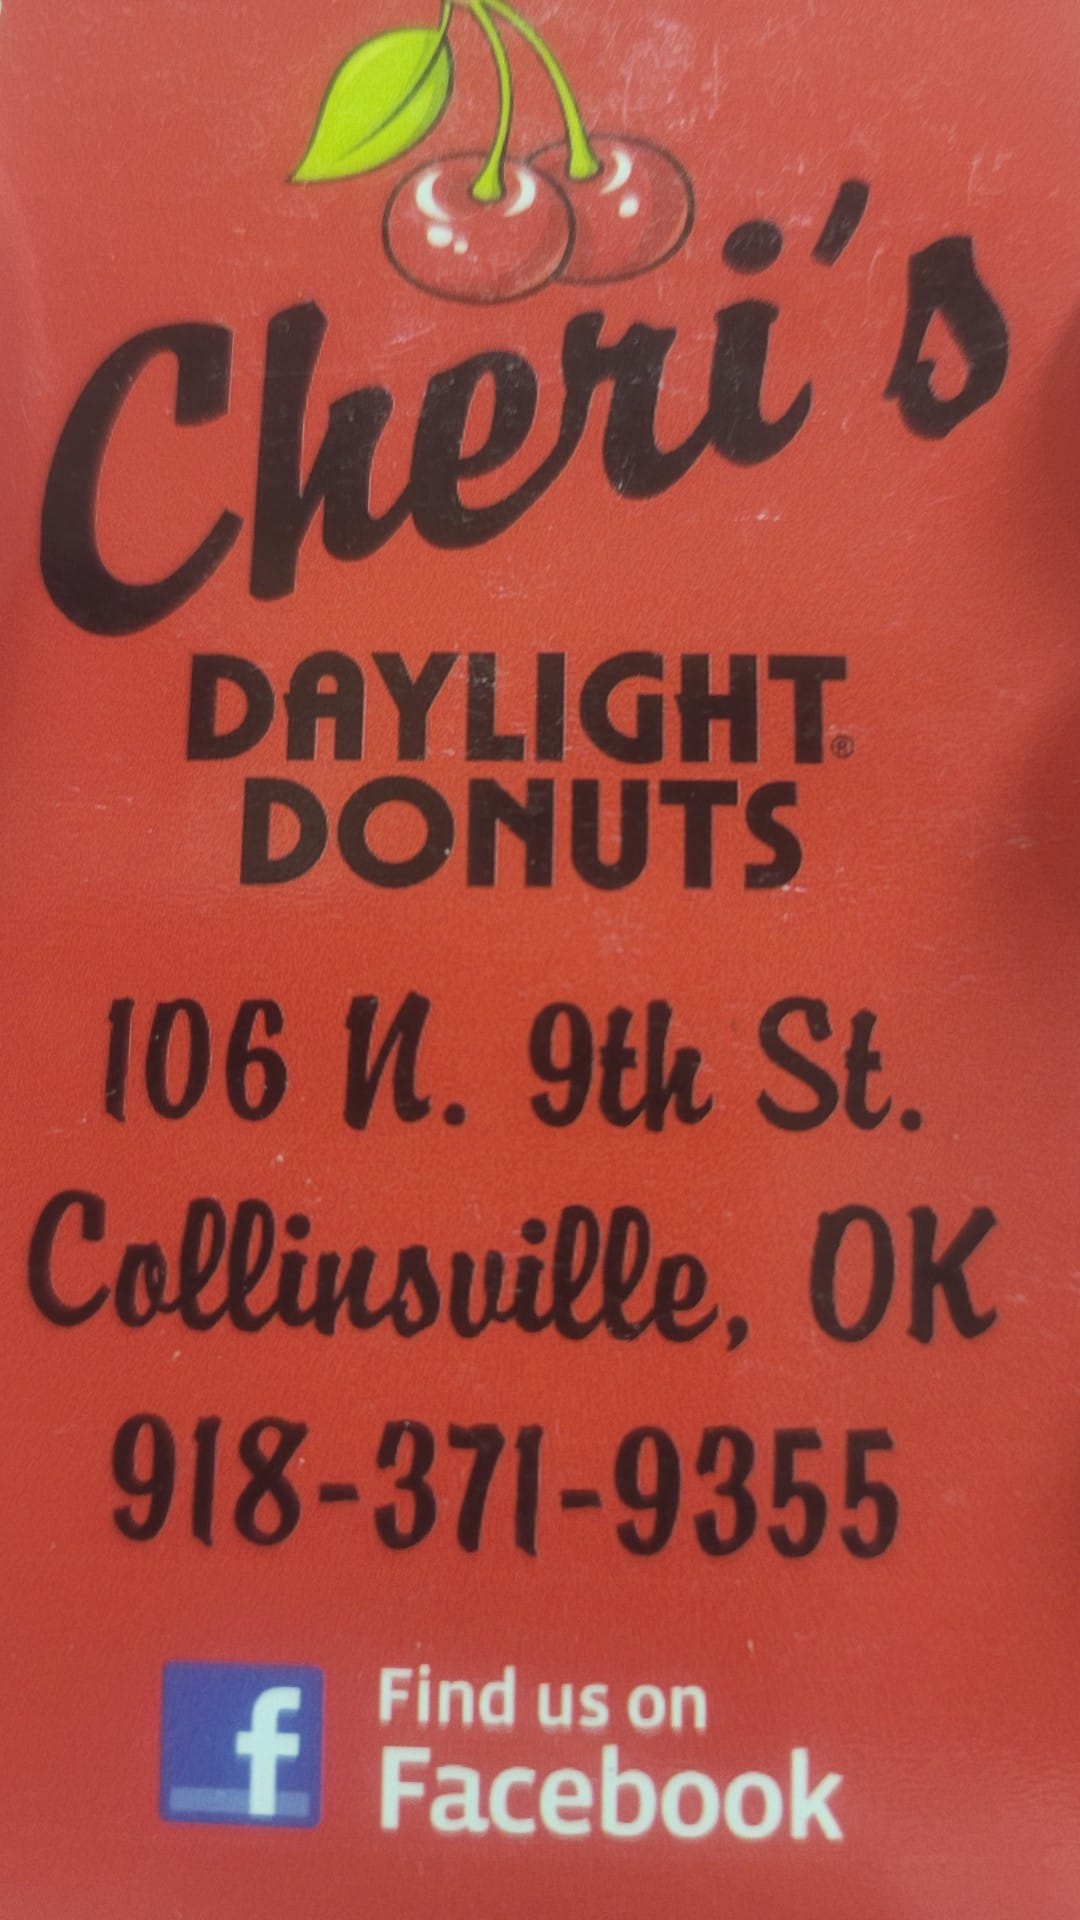 Cheri's
DAYLIGHT®
DONUTS
106 N. 9th St.
Collinsville, OK
918-371-9355
f
Find us on
Facebook